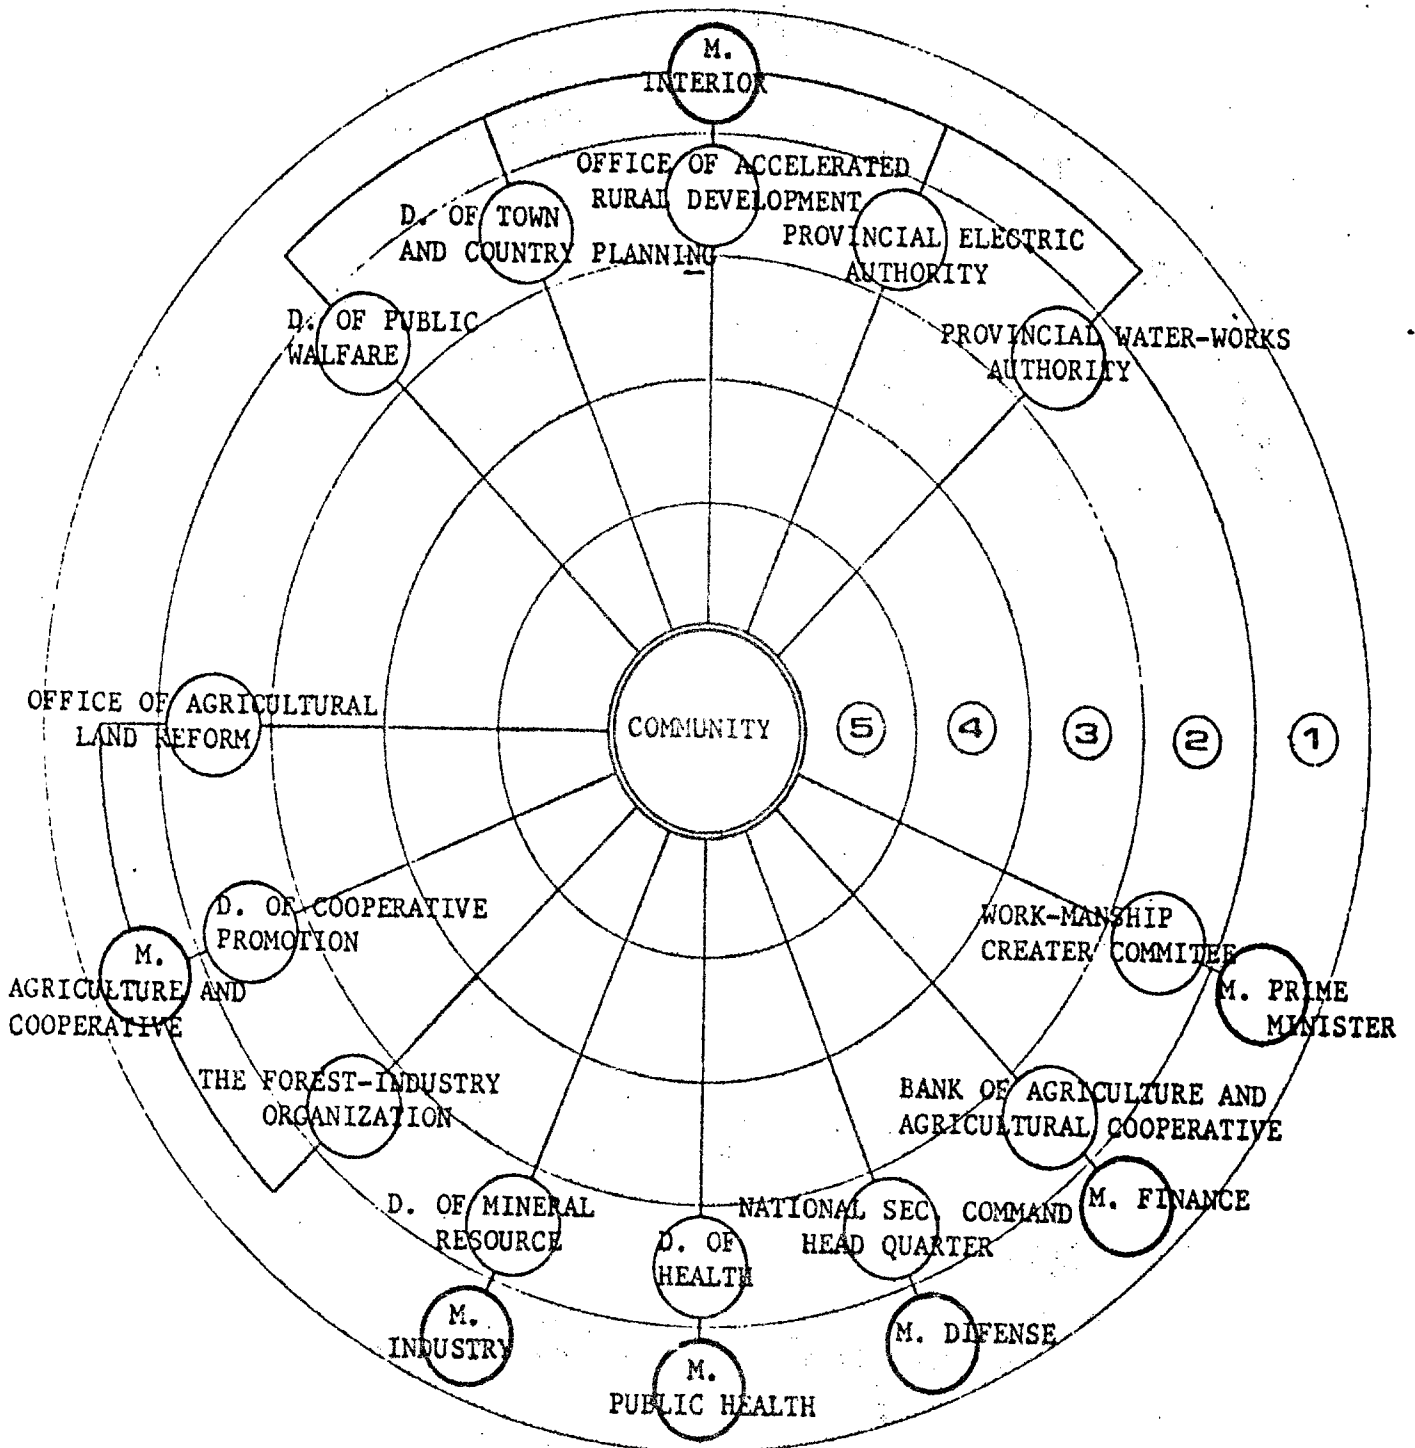 M.
INTERIOR
OFFICE OF ACCELERATED
RURAL DEVELOPMENT
D. OF TOWN
AND COUNTRY PLANNING
PROVINCIAL ELECTRIC
AUTHORITY
D. OF PUBLIC
WALFARE
PROVINCIAL WATER-WORKS
AUTHORITY
OFFICE OF AGRICULTURAL
LAND REFORM
COMMUNITY
5
4
3
2
1
D. OF COOPERATIVE
PROMOTION
WORK-MANSHIP
CREATER COMMITEE
M.
AGRICULTURE AND
COOPERATIVE
M. PRIME
MINISTER
THE FOREST-INDUSTRY
ORGANIZATION
BANK OF AGRICULTURE AND
AGRICULTURAL COOPERATIVE
D. OF MINERAL
RESOURCE
D. OF
HEALTH
NATIONAL SEC. COMMAND
HEAD QUARTER
M. FINANCE
M.
INDUSTRY
M.
PUBLIC HEALTH
M. DIFENSE